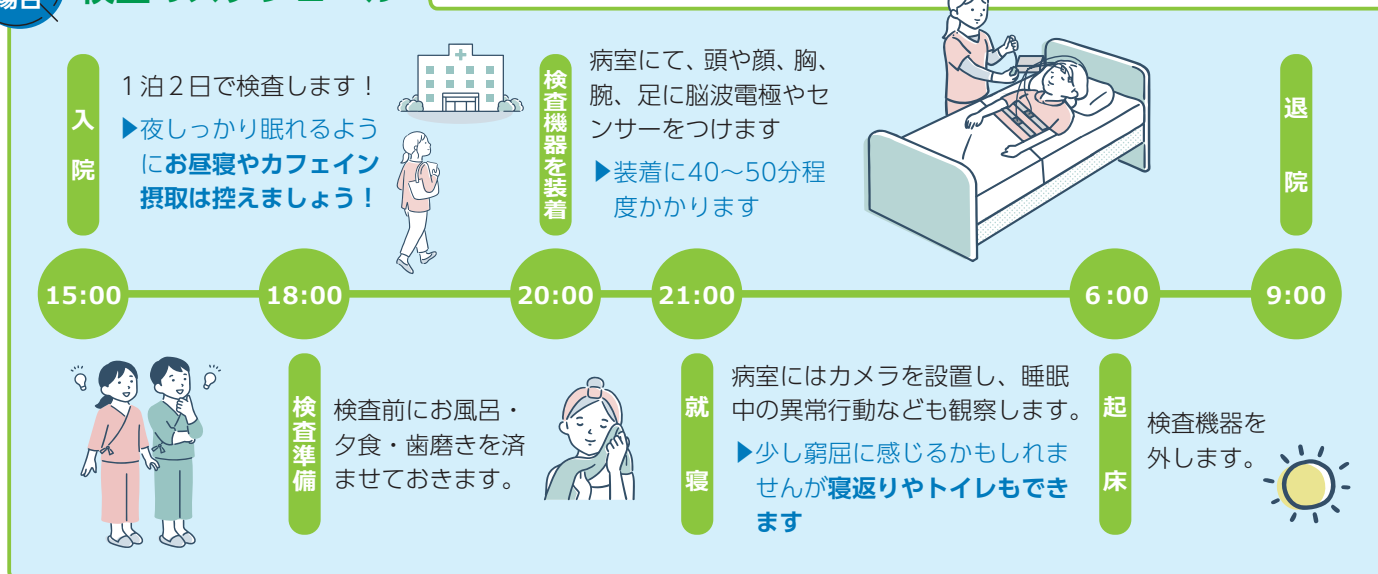 入院
1泊2日で検査します！
▶夜しっかり眠れるよう
にお昼寝やカフェイン
摂取は控えましょう！
検査機器を装着
病室にて、頭や顔、胸、
腕、足に脳波電極やセ
ンサーをつけます
▶装着に40〜50分程
度かかります
退院
15:00
18:00
20:00
21:00
6:00
9:00
検査準備
検査前にお風呂・
夕食・歯磨きを済
ませておきます。
就寝
病室にはカメラを設置し、睡眠
中の異常行動なども観察します。
▶少し窮屈に感じるかもしれま
せんが寝返りやトイレもでき
ます
起床
検査機器を
外します。